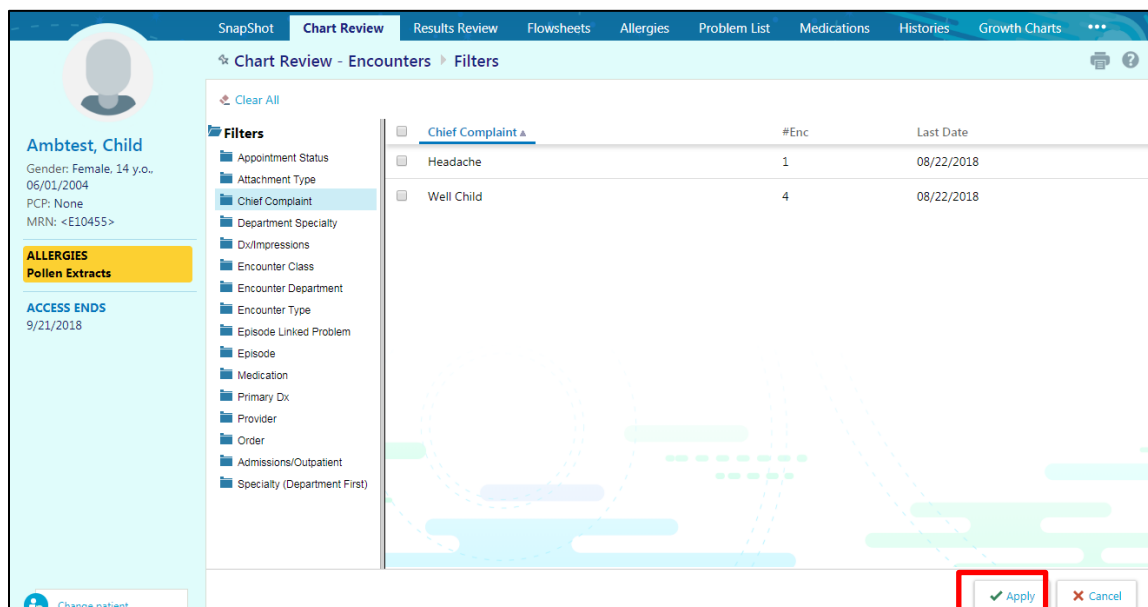 SnapShot Chart Review Results Review Flowsheets Allergies Problem List Medications Histories Growth Charts •••
Chart Review - Encounters Filters
Clear All
Ambtest, Child
Gender: Female, 14 y.o.,
06/01/2004
PCP: None
MRN: <E10455>
ALLERGIES
Pollen Extracts
ACCESS ENDS
9/21/2018
Change patient
Filters
Appointment Status
Attachment Type
Chief Complaint
Department Specialty
Dx/Impressions
Encounter Class
Encounter Department
Encounter Type
Episode Linked Problem
Episode
Medication
Primary Dx
Provider
Order
Admissions/Outpatient
Specialty (Department First)
Chief Complaint #Enc Last Date
Headache 1 08/22/2018
Well Child 4 08/22/2018
Apply Cancel